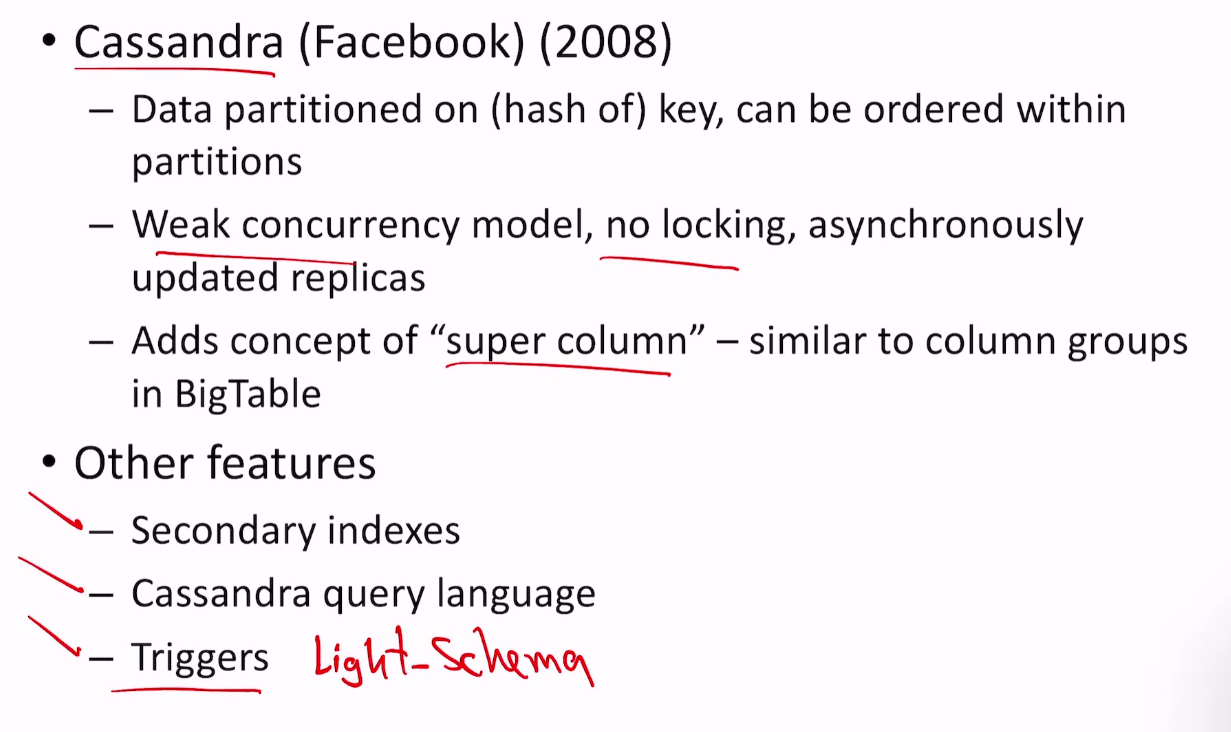 • Cassandra (Facebook) (2008)
– Data partitioned on (hash of) key, can be ordered within
partitions
– Weak concurrency model, no locking, asynchronously
updated replicas
– Adds concept of “super column” – similar to column groups
in BigTable
• Other features
– Secondary indexes
– Cassandra query language
– Triggers Light-Schema